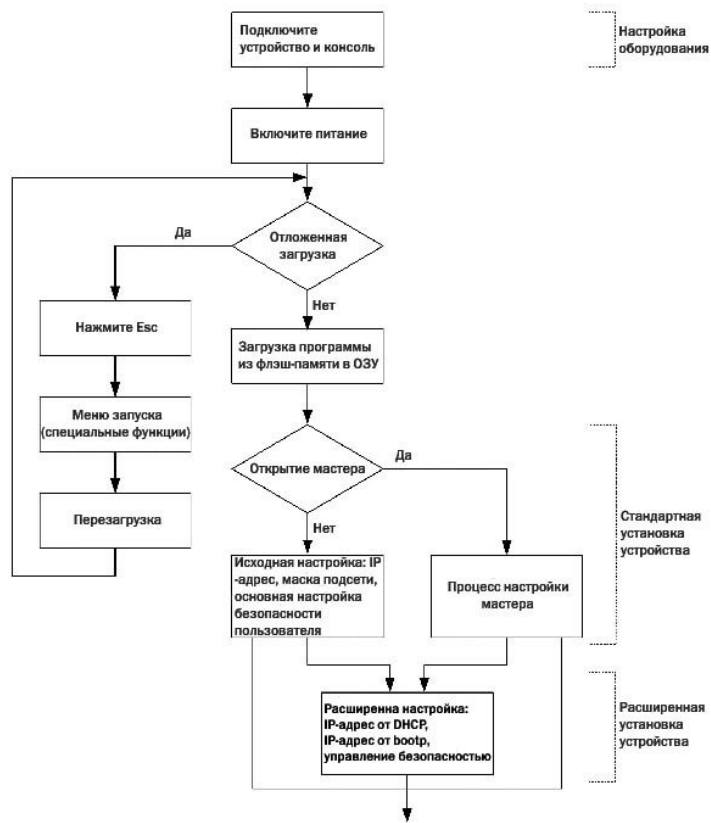 Подключите
устройство и консоль
Настройка
оборудования
Включите питание
Да
Отложенная
загрузка
Нет
Нажмите Esc
Загрузка программы
из флэш-памяти в ОЗУ
Меню запуска
(специальные функции)
Открытие мастера
Да
Перезагрузка
Нет
Стандартная
установка
устройства
Исходная настройка: IP
-адрес, маска подсети,
основная настройка
безопасности
пользователя
Процесс настройки
мастера
Расширенна настройка:
IP-адрес от DHCP,
IP-адрес от bootp,
управление безопасностью
Расширенная
установка
устройства